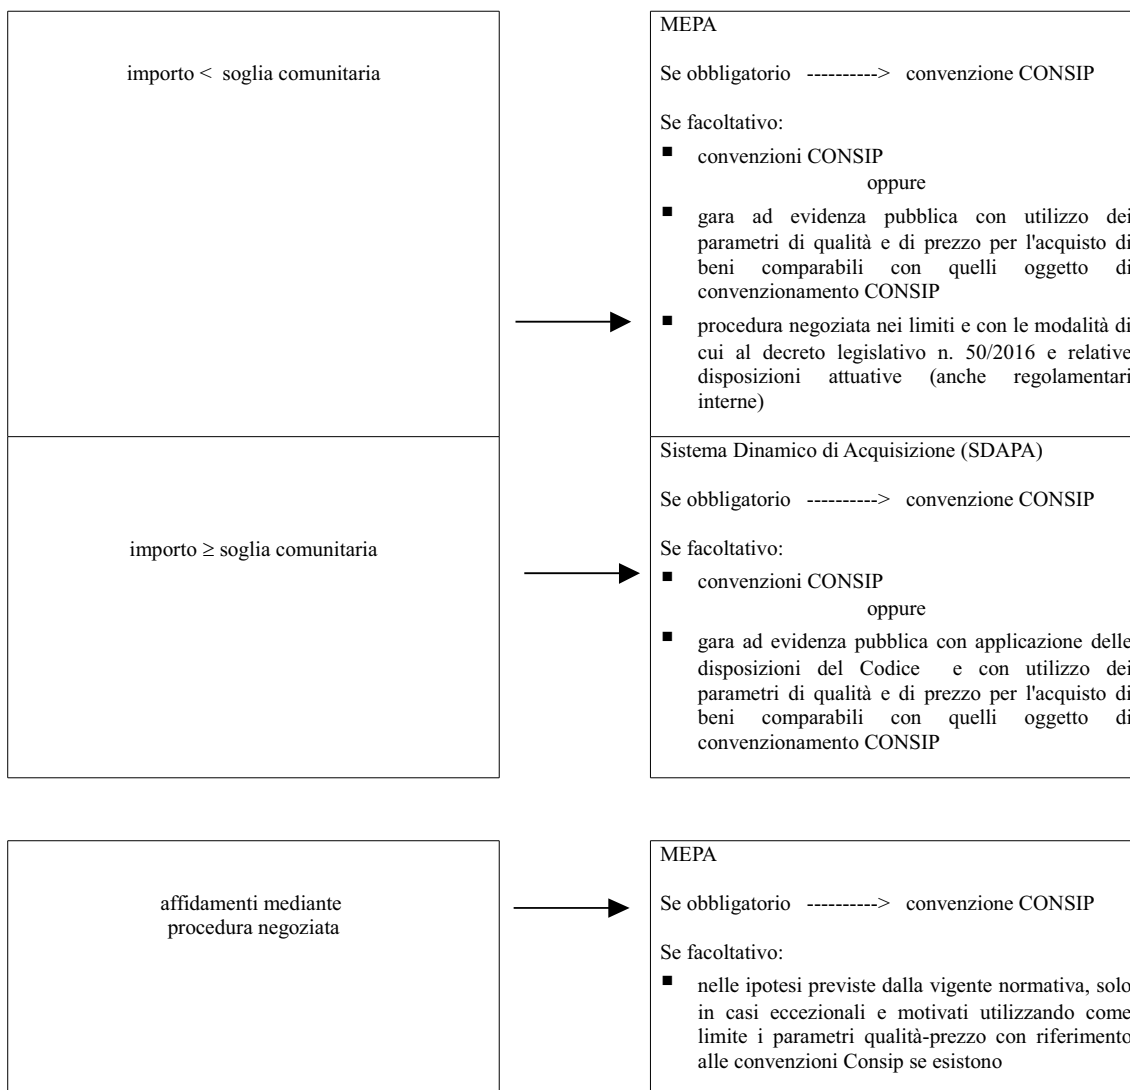 importo < soglia comunitaria
MEPA
Se obbligatorio ----------> convenzione CONSIP
Se facoltativo:
▪ convenzioni CONSIP
oppure
▪ gara ad evidenza pubblica con utilizzo dei
parametri di qualità e di prezzo per l'acquisto di
beni comparabili con quelli oggetto di
convenzionamento CONSIP
▪ procedura negoziata nei limiti e con le modalità di
cui al decreto legislativo n. 50/2016 e relative
disposizioni attuative (anche regolamentari
interne)
importo ≥ soglia comunitaria
Sistema Dinamico di Acquisizione (SDAPA)
Se obbligatorio ----------> convenzione CONSIP
Se facoltativo:
▪ convenzioni CONSIP
oppure
▪ gara ad evidenza pubblica con applicazione delle
disposizioni del Codice e con utilizzo dei
parametri di qualità e di prezzo per l'acquisto di
beni comparabili con quelli oggetto di
convenzionamento CONSIP
affidamenti mediante
procedura negoziata
MEPA
Se obbligatorio ----------> convenzione CONSIP
Se facoltativo:
▪ nelle ipotesi previste dalla vigente normativa, solo
in casi eccezionali e motivati utilizzando come
limite i parametri qualità-prezzo con riferimento
alle convenzioni Consip se esistono